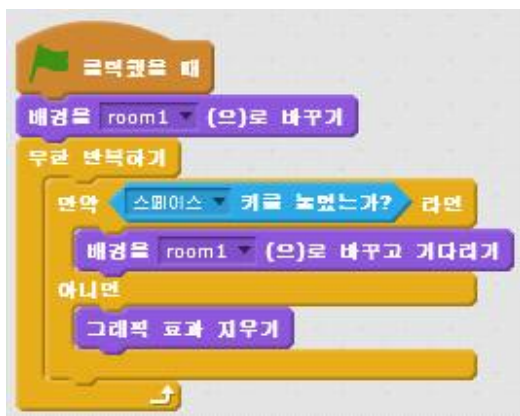 클릭했을 때
배경을 room1 (으)로 바꾸기
무한 반복하기
만약 스페이스 키를 눌렀는가? 라면
배경을 room1 (으)로 바꾸고 기다리기
아니면
그래픽 효과 지우기